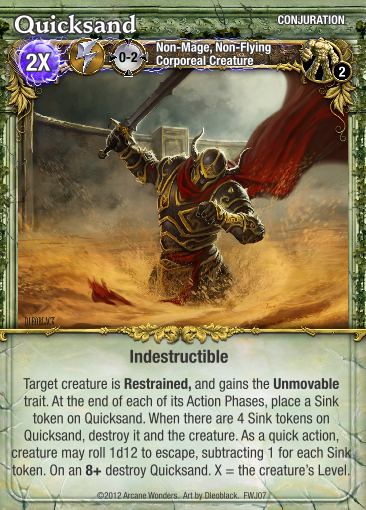 Quicksand
CONJURATION
2X
0-2
Non-Mage, Non-Flying
Corporeal Creature
2
DLEOBLACK
Indestructible
Target creature is Restrained, and gains the Unmovable
trait. At the end of each of its Action Phases, place a Sink
token on Quicksand. When there are 4 Sink tokens on
Quicksand, destroy it and the creature. As a quick action,
creature may roll 1d12 to escape, subtracting 1 for each Sink
token. On an 8+ destroy Quicksand. X = the creature's Level.
©2012 Arcane Wonders. Art by Dleoblack. FWJ07